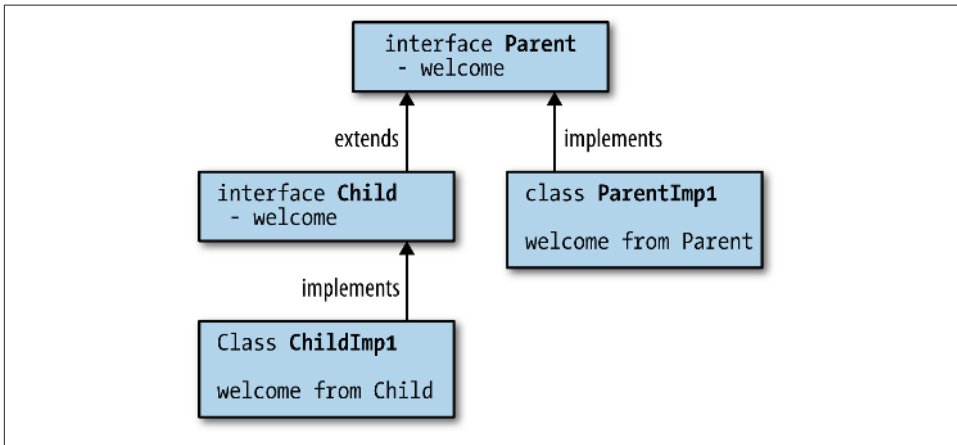 interface Parent
- welcome
extends
implements
interface Child
- welcome
class ParentImp1
welcome from Parent
implements
Class ChildImp1
welcome from Child